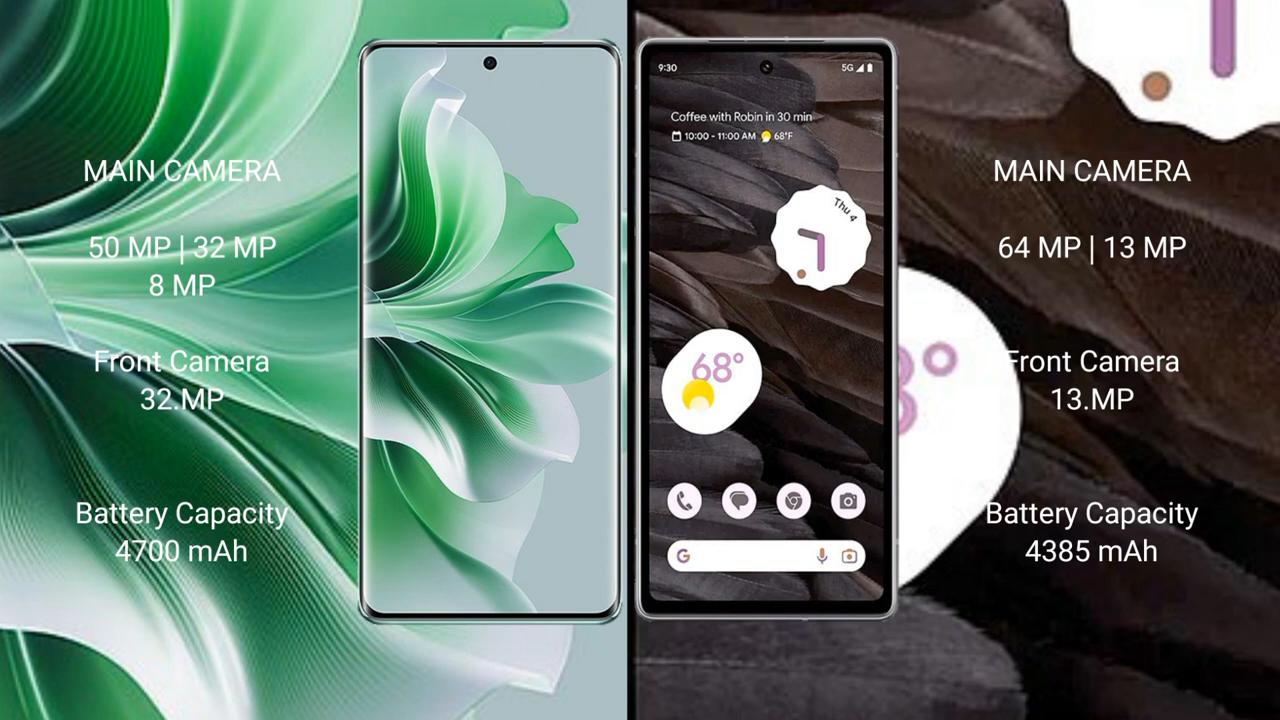 MAIN CAMERA
50 MP | 32 MP
8 MP
Front Camera
32.MP
Battery Capacity
4700 mAh
9:30
5G
Coffee with Robin in 30 min
10:00 - 11:00 AM 68°F
Thu 4
68°
G
MAIN CAMERA
64 MP | 13 MP
Front Camera
13.MP
Battery Capacity
4385 mAh